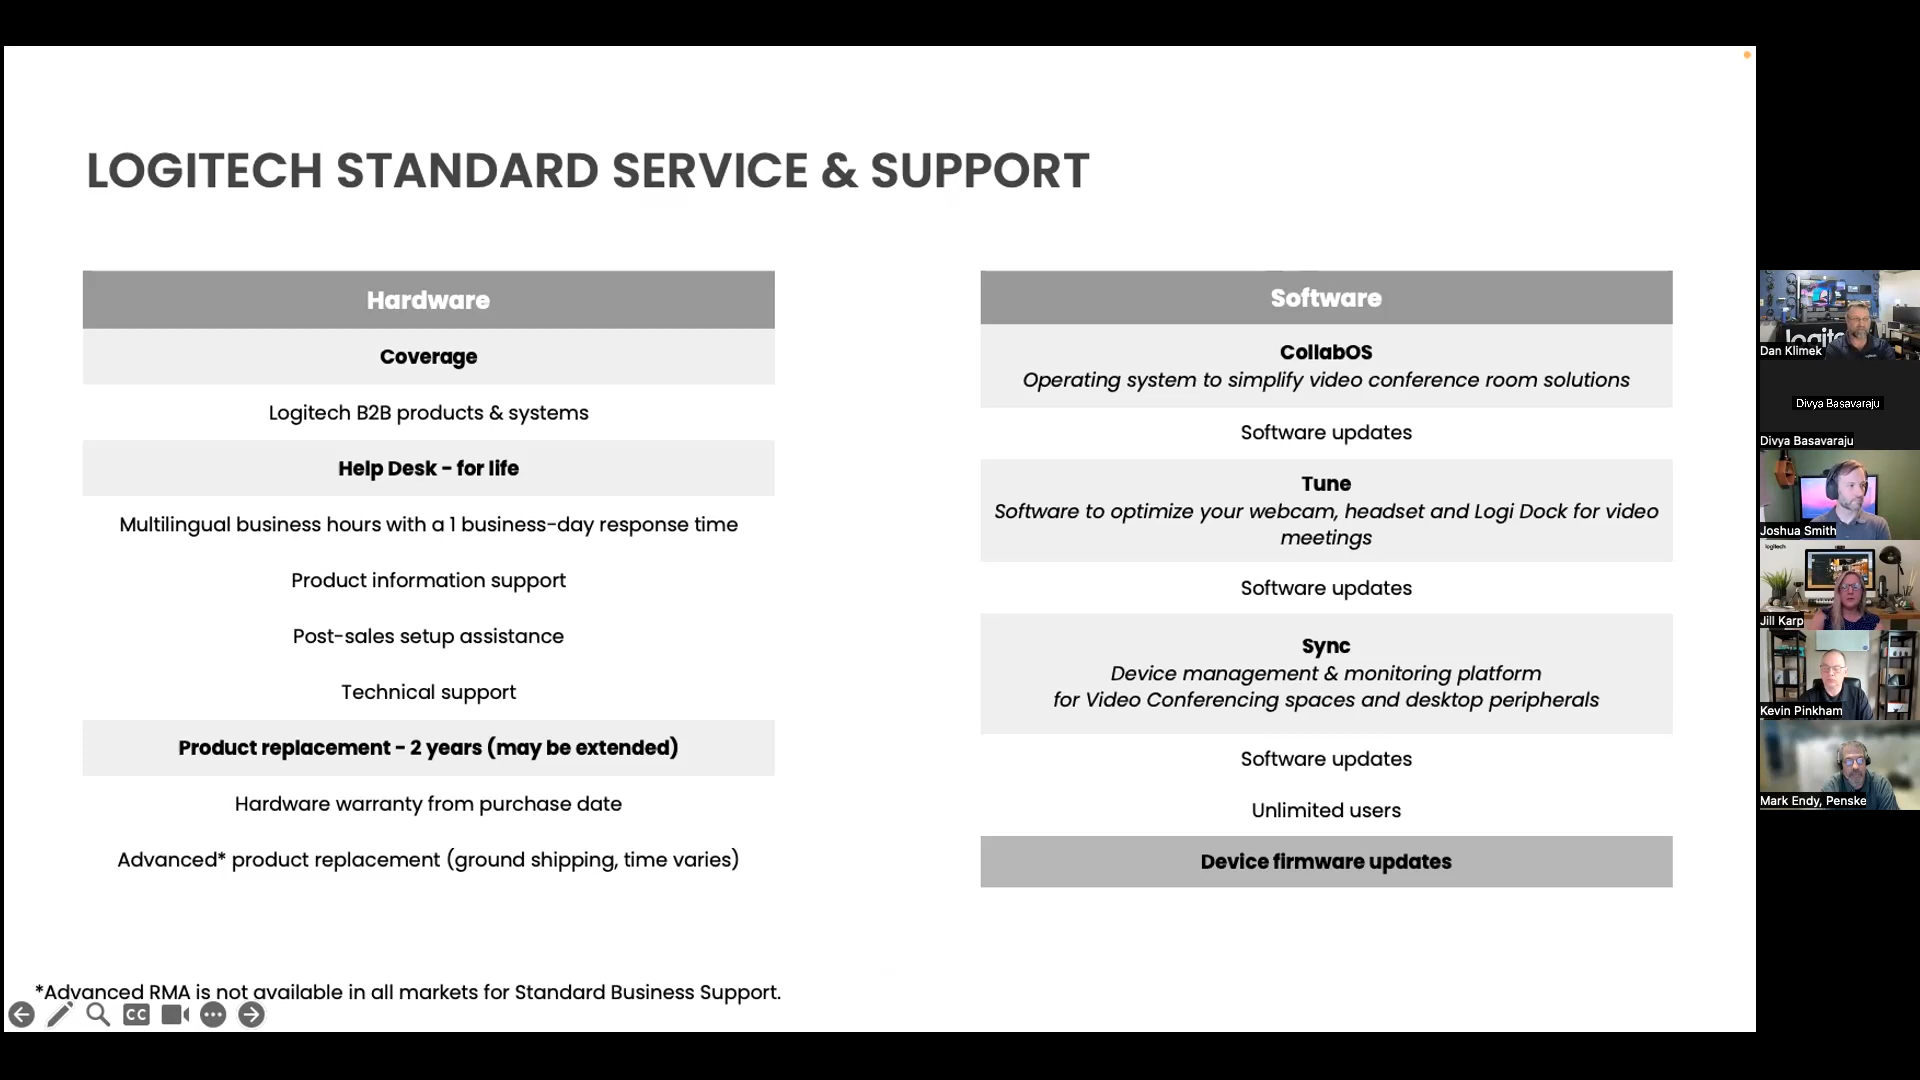 LOGITECH STANDARD SERVICE & SUPPORT
Hardware
Coverage
Logitech B2B products & systems
Help Desk - for life
Multilingual business hours with a 1 business-day response time
Product information support
Post-sales setup assistance
Technical support
Product replacement - 2 years (may be extended)
Hardware warranty from purchase date
Advanced* product replacement (ground shipping, time varies)
Software
CollabOS
Operating system to simplify video conference room solutions
Software updates
Tune
Software to optimize your webcam, headset and Logi Dock for video
meetings
Software updates
Sync
Device management & monitoring platform
for Video Conferencing spaces and desktop peripherals
Software updates
Unlimited users
Device firmware updates
*Advanced RMA is not available in all markets for Standard Business Support.
CC
logite
Dan Klimek
Divya Basavaraju
Divya Basavaraju
Joshua Smith
logitech
Jill Karp
Kevin Pinkham
Mark Endy, Penske